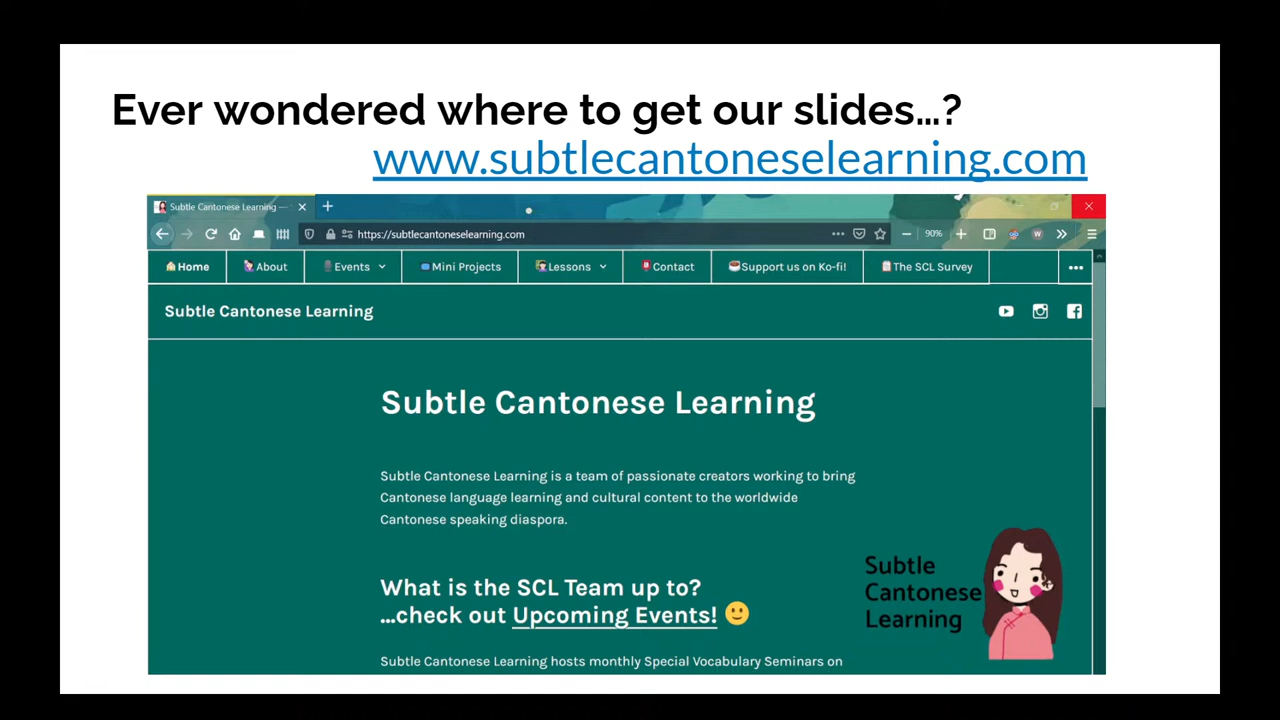 Ever wondered where to get our slides…?
www.subtlecantoneselearning.com
Subtle Cantonese Learning —
https://subtlecantoneselearning.com
90%
Home
About
Events
Mini Projects
Lessons
Contact
Support us on Ko-fi!
The SCL Survey
Subtle Cantonese Learning
Subtle Cantonese Learning
Subtle Cantonese Learning is a team of passionate creators working to bring
Cantonese language learning and cultural content to the worldwide
Cantonese speaking diaspora.
What is the SCL Team up to?
…check out Upcoming Events! 🙂
Subtle
Cantonese
Learning
Subtle Cantonese Learning hosts monthly Special Vocabulary Seminars on